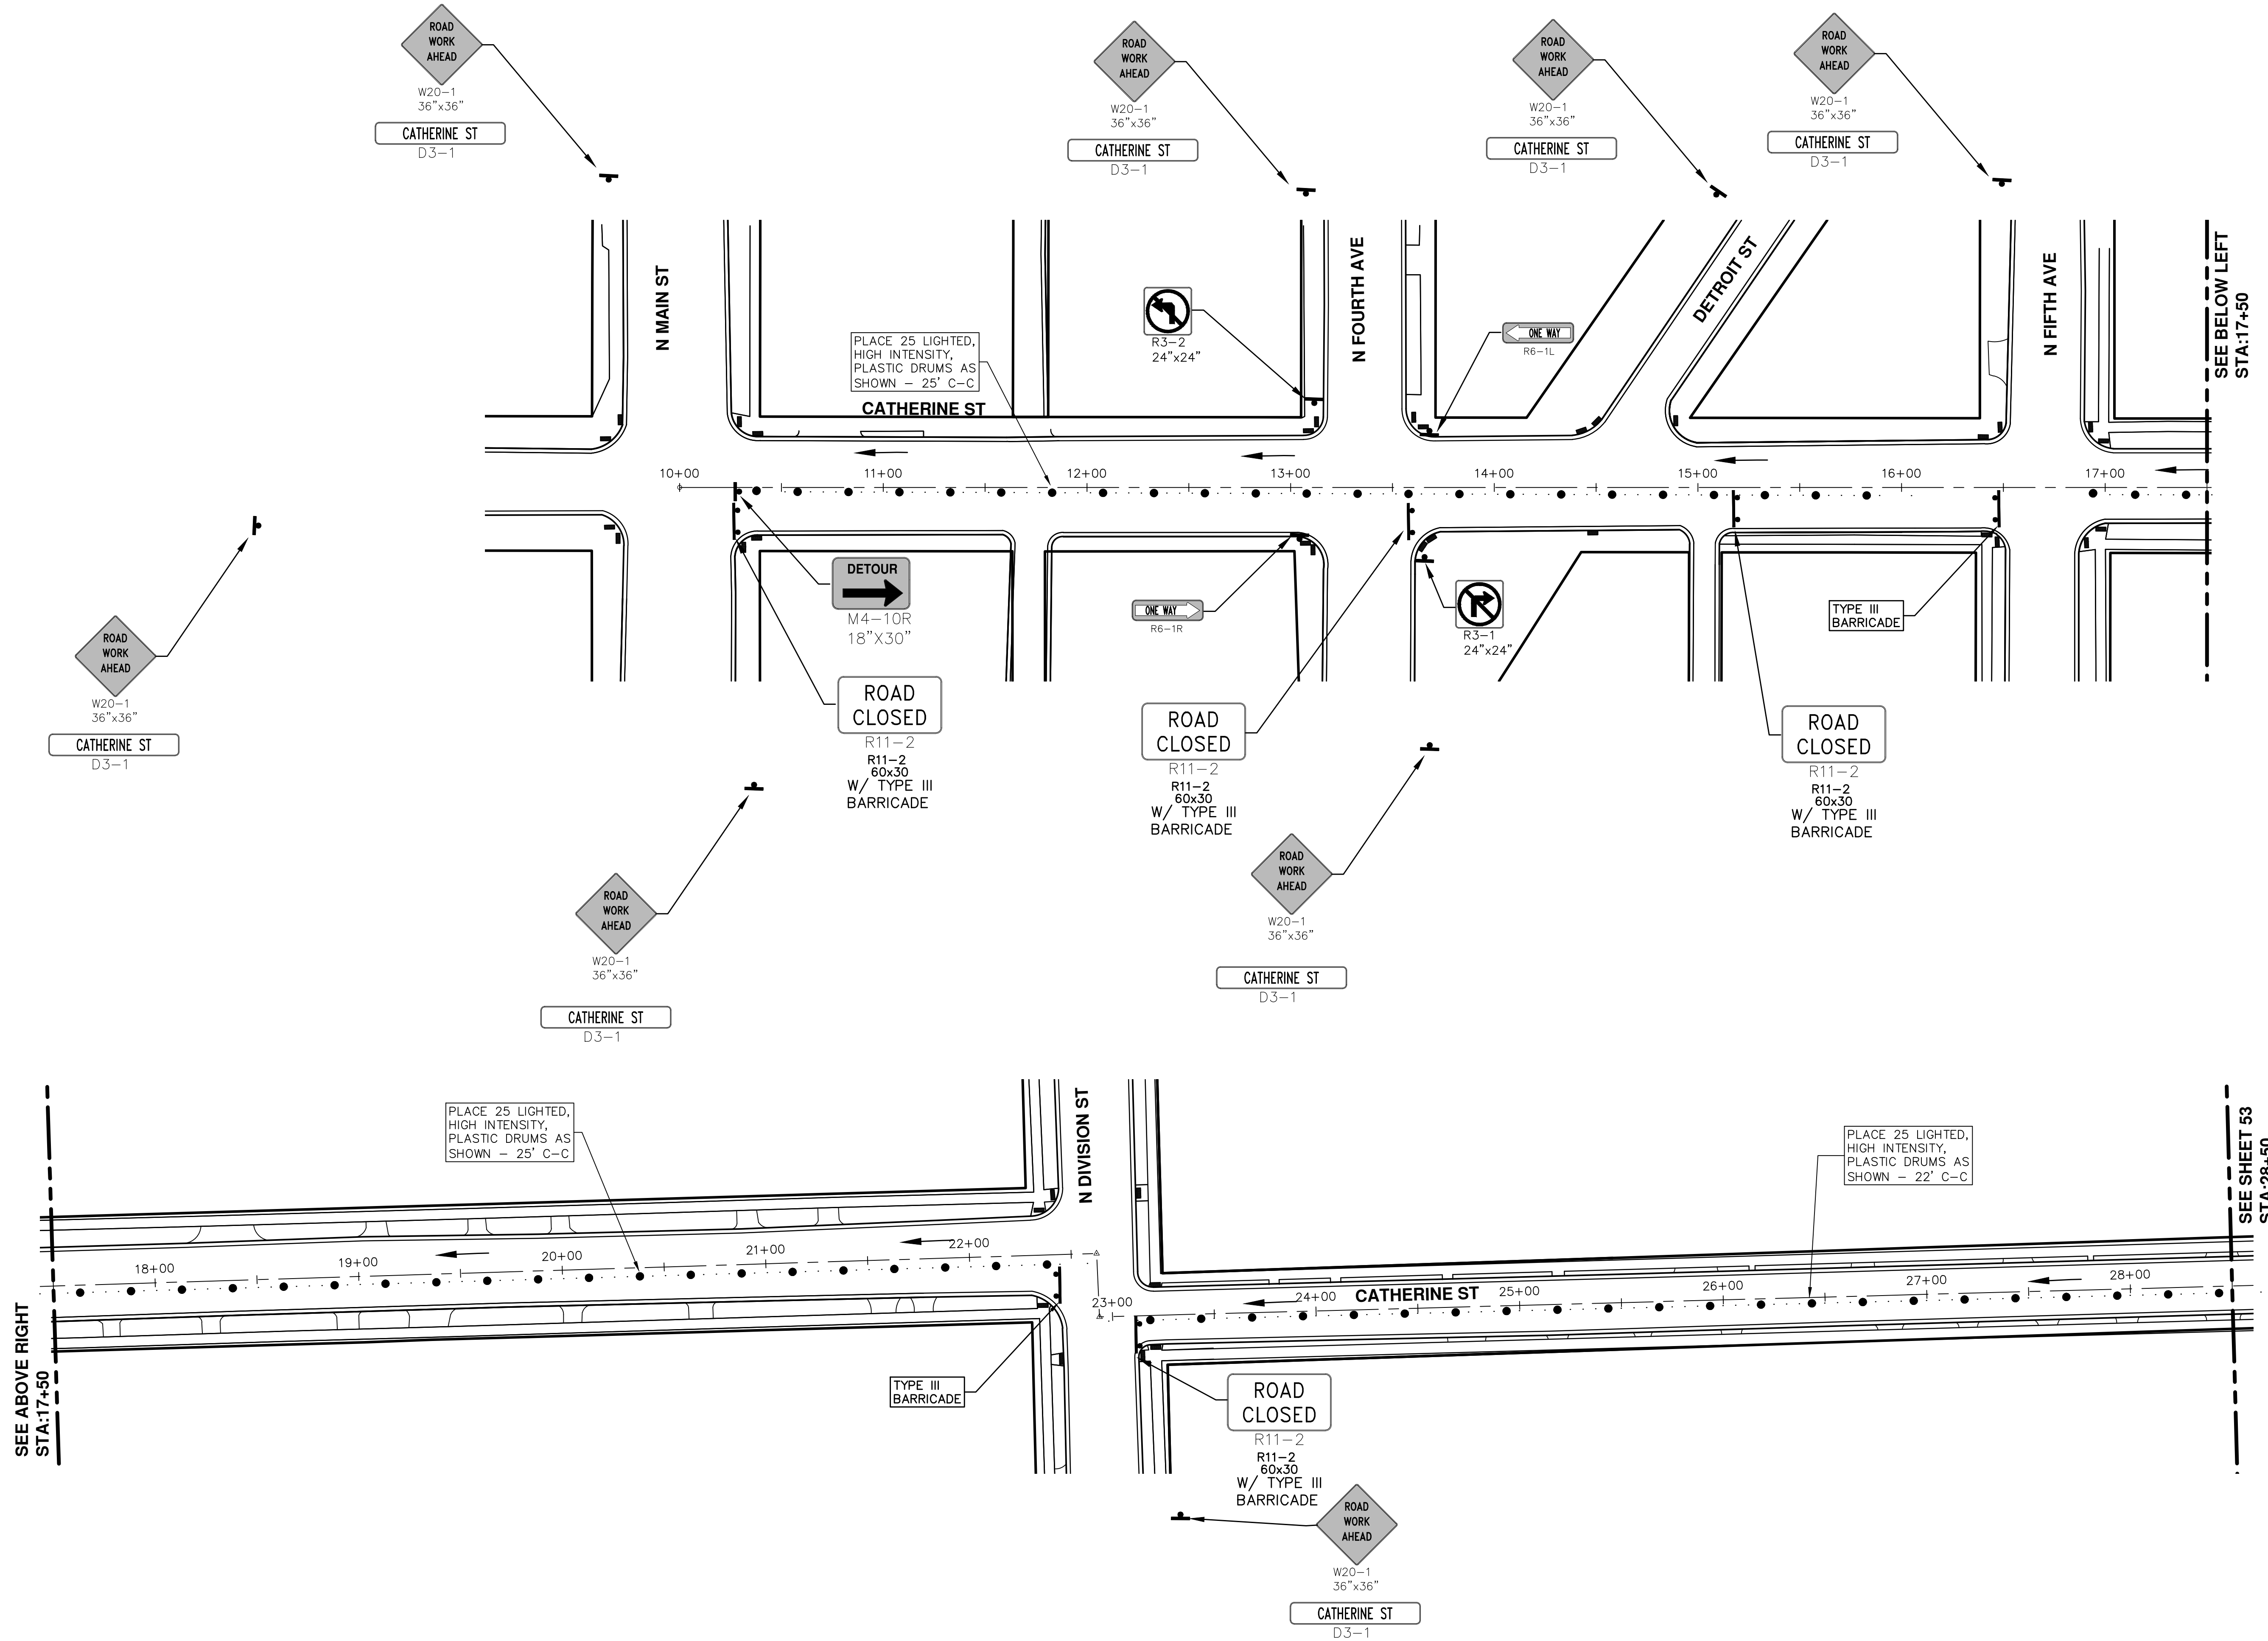 ROAD
WORK
AHEAD
W20-1
36"x36"
CATHERINE ST
D3-1
ROAD
WORK
AHEAD
W20-1
36"x36"
CATHERINE ST
D3-1
ROAD
WORK
AHEAD
W20-1
36"x36"
CATHERINE ST
D3-1
ROAD
WORK
AHEAD
W20-1
36"x36"
CATHERINE ST
D3-1
N MAIN ST
N FOURTH AVE
DETROIT ST
N FIFTH AVE
SEE BELOW LEFT
STA:17+50
PLACE 25 LIGHTED,
HIGH INTENSITY,
PLASTIC DRUMS AS
SHOWN - 25' C-C
CATHERINE ST
R3-2
24"x24"
ONE WAY
R6-1L
10+00
11+00
12+00
13+00
14+00
15+00
16+00
17+00
DETOUR
M4-10R
18"X30"
ONE WAY
R6-1R
R3-1
24"x24"
TYPE III
BARRICADE
ROAD
WORK
AHEAD
W20-1
36"x36"
CATHERINE ST
D3-1
ROAD
CLOSED
R11-2
R11-2
60x30
W/ TYPE III
BARRICADE
ROAD
CLOSED
R11-2
R11-2
60x30
W/ TYPE III
BARRICADE
ROAD
CLOSED
R11-2
R11-2
60x30
W/ TYPE III
BARRICADE
ROAD
WORK
AHEAD
W20-1
36"x36"
CATHERINE ST
D3-1
ROAD
WORK
AHEAD
W20-1
36"x36"
CATHERINE ST
D3-1
SEE ABOVE RIGHT
STA:17+50
PLACE 25 LIGHTED,
HIGH INTENSITY,
PLASTIC DRUMS AS
SHOWN - 25' C-C
N DIVISION ST
PLACE 25 LIGHTED,
HIGH INTENSITY,
PLASTIC DRUMS AS
SHOWN - 22' C-C
SEE SHEET 53
STA:28+50
18+00
19+00
20+00
21+00
22+00
23+00
24+00
CATHERINE ST
25+00
26+00
27+00
28+00
TYPE III
BARRICADE
ROAD
CLOSED
R11-2
R11-2
60x30
W/ TYPE III
BARRICADE
ROAD
WORK
AHEAD
W20-1
36"x36"
CATHERINE ST
D3-1